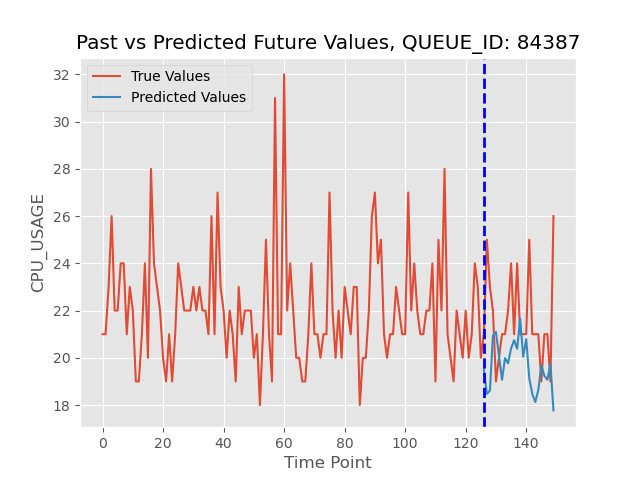 Past vs Predicted Future Values, QUEUE_ID: 84387
True Values
Predicted Values
CPU_USAGE
32
30
28
26
24
22
20
18
0 20 40 60 80 100 120 140
Time Point